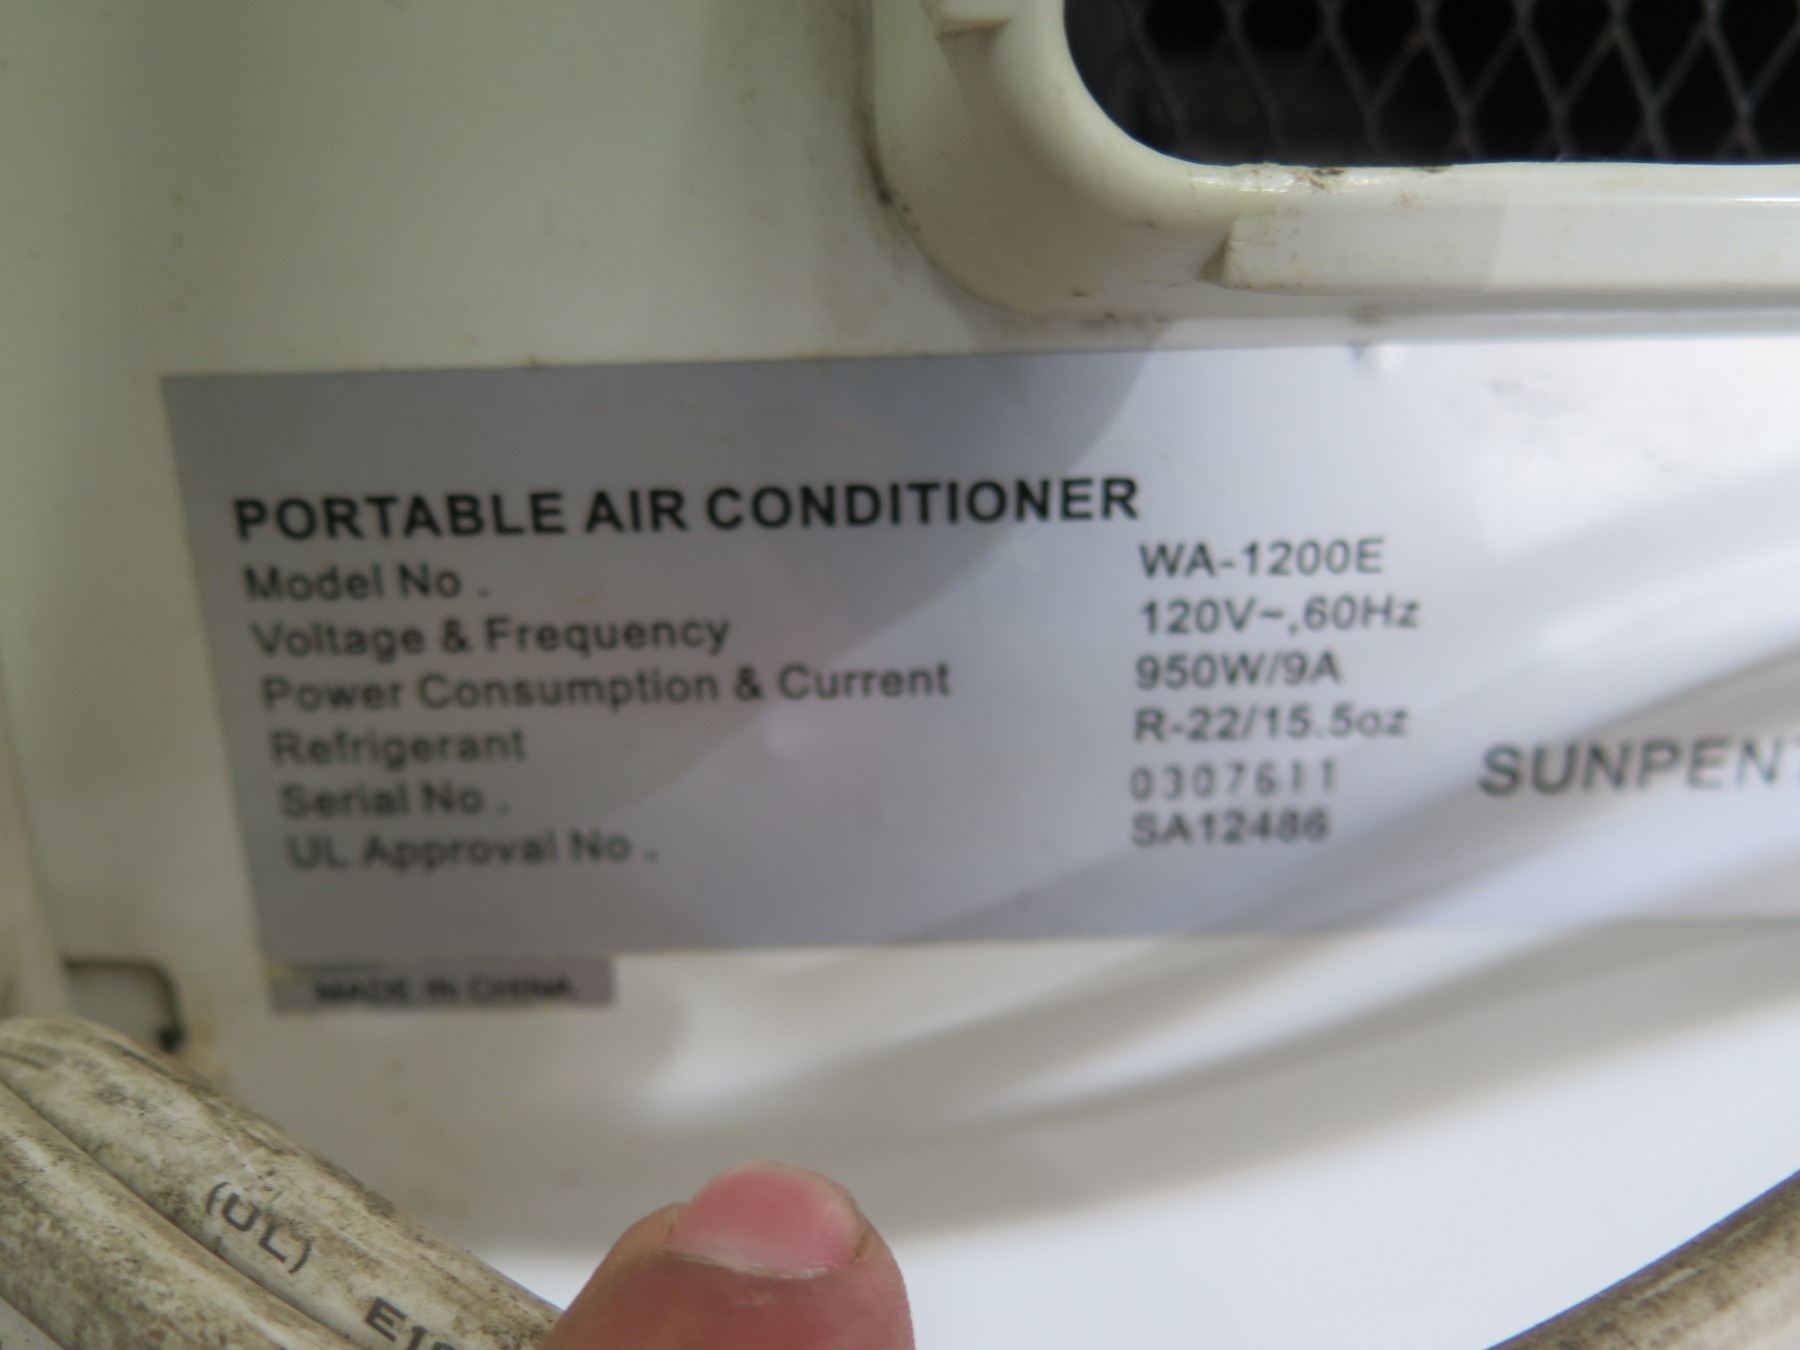 PORTABLE AIR CONDITIONER
Model No . WA-1200E
Voltage & Frequency 120V~,60Hz
Power Consumption & Current 950W/9A
Refrigerant R-22/15.5oz
Serial No . 0307611
UL Approval No . SA12486
SUNPENT
MADE IN CHINA
(UL)